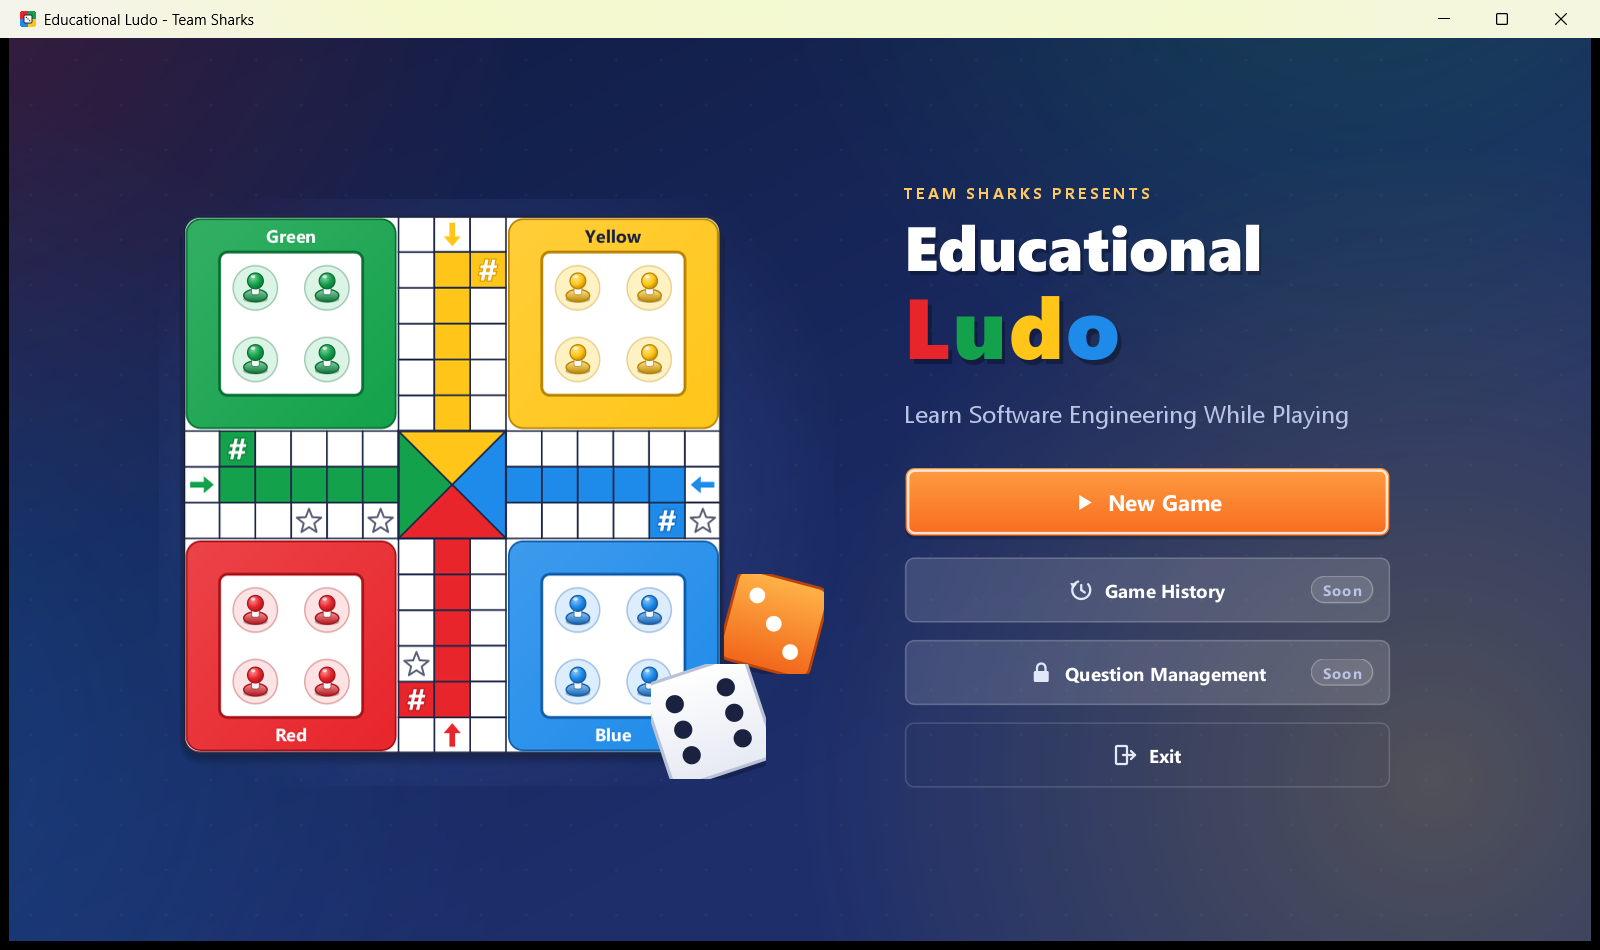 Educational Ludo - Team Sharks
Green
Yellow
#
#
#
#
Red
Blue
TEAM SHARKS PRESENTS
Educational
Ludo
Learn Software Engineering While Playing
New Game
Game History
Soon
Question Management
Soon
Exit